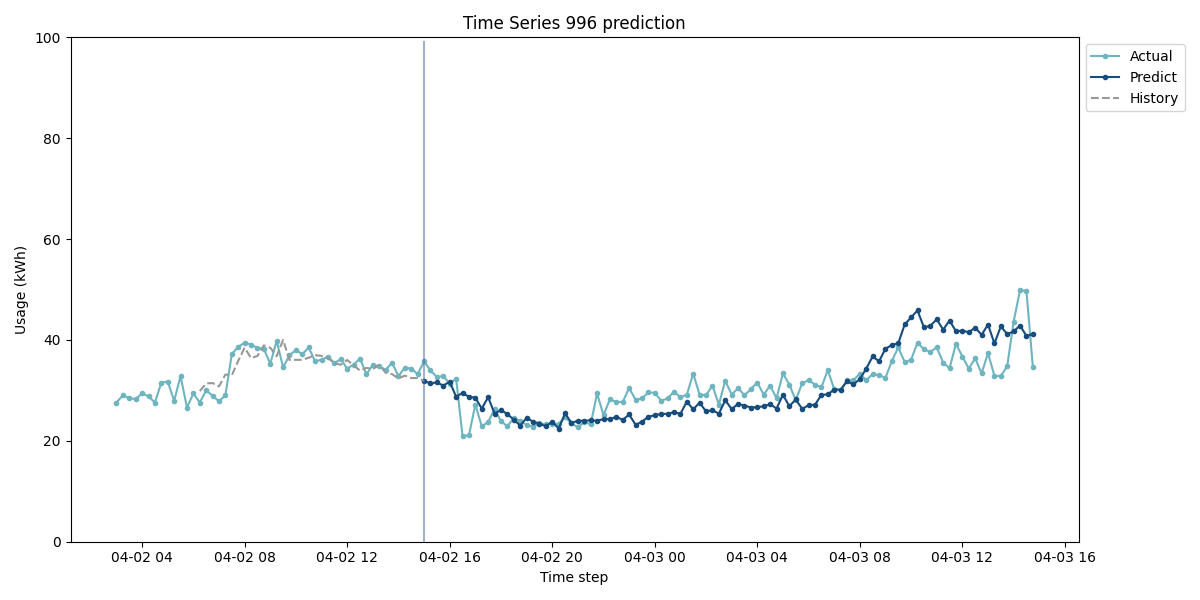 Time Series 996 prediction
100
80
60
40
20
0
Usage (kWh)
04-02 04
04-02 08
04-02 12
04-02 16
04-02 20
04-03 00
04-03 04
04-03 08
04-03 12
04-03 16
Time step
Actual
Predict
History